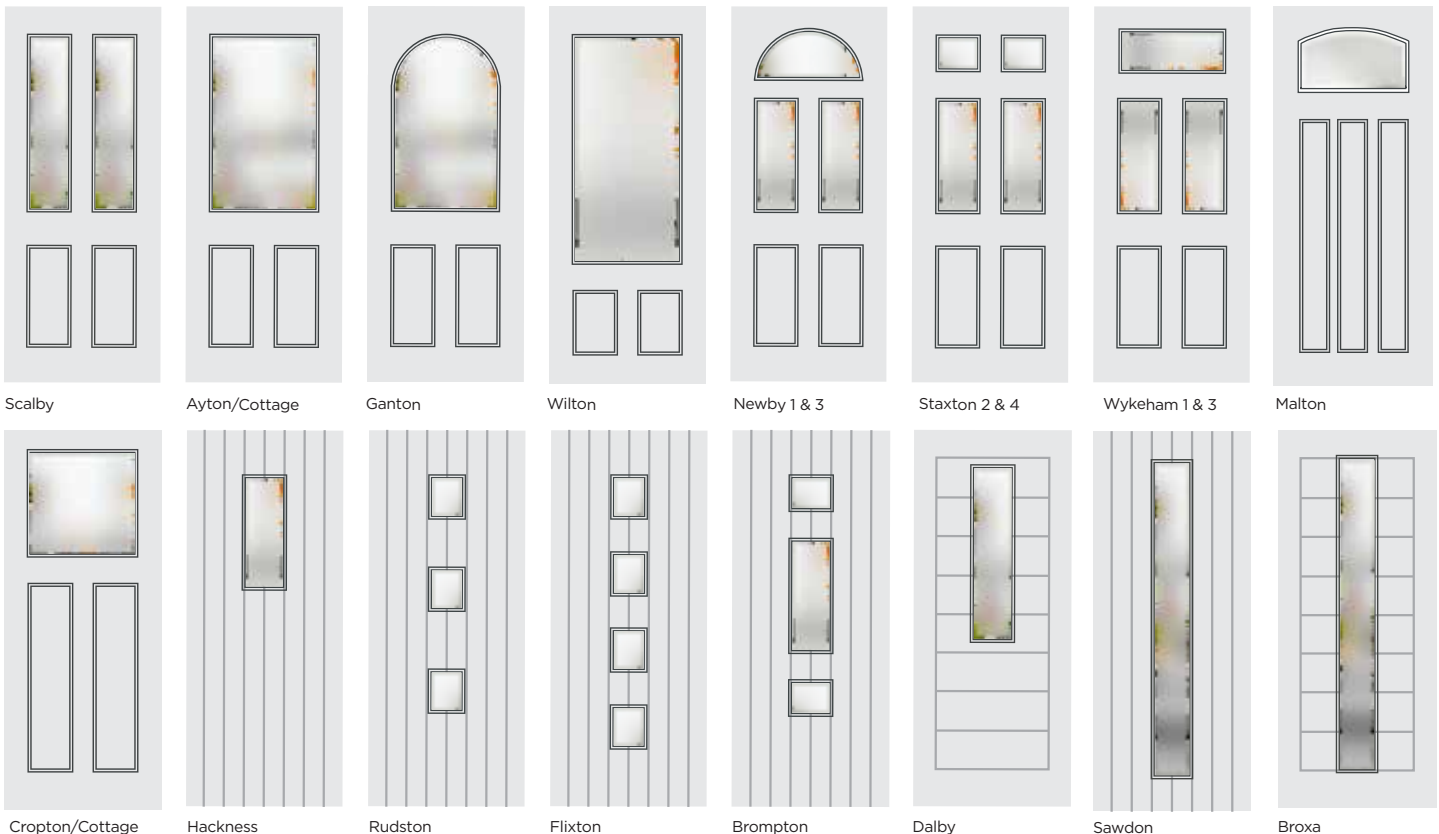 Scalby
Ayton/Cottage
Ganton
Wilton
Newby 1 & 3
Staxton 2 & 4
Wykeham 1 & 3
Malton
Cropton/Cottage
Hackness
Rudston
Flixton
Brompton
Dalby
Sawdon
Broxa